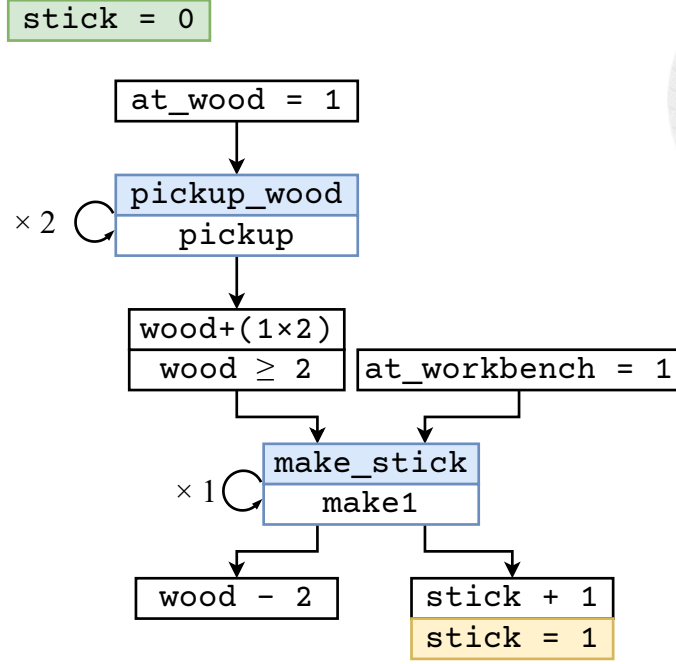 stick = 0
at_wood = 1
pickup_wood
× 2
pickup
wood+(1×2)
wood ≥ 2
at_workbench = 1
make_stick
× 1
make1
wood - 2
stick + 1
stick = 1